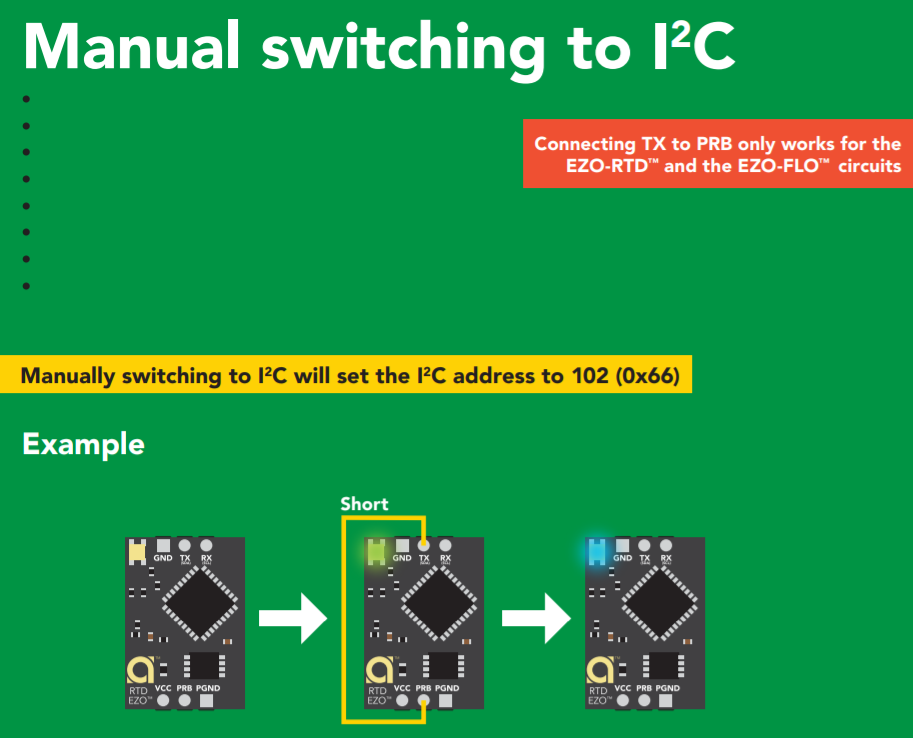 Manual switching to I²C
•
•
•
•
•
•
•
•
Connecting TX to PRB only works for the
EZO-RTD™ and the EZO-FLO™ circuits
Manually switching to I²C will set the I²C address to 102 (0x66)
Example
Short
GND TX RX
GND TX RX
GND TX RX
RTD
EZO™
VCC PRB PGND
RTD
EZO™
VCC PRB PGND
RTD
EZO™
VCC PRB PGND